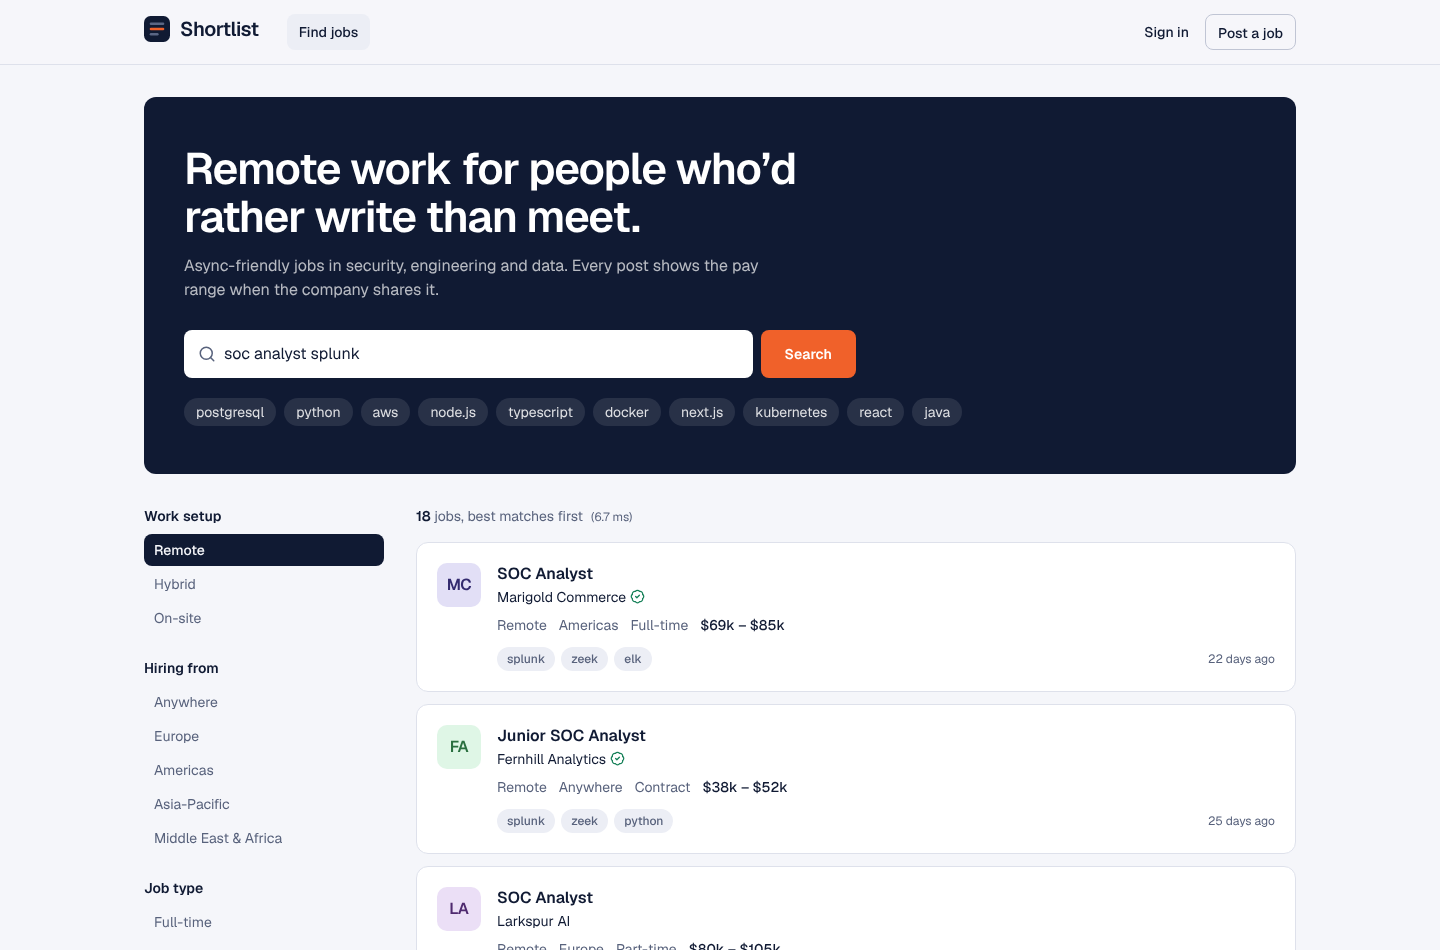 Shortlist
Find jobs
Sign in
Post a job
Remote work for people who’d
rather write than meet.
Async-friendly jobs in security, engineering and data. Every post shows the pay
range when the company shares it.
soc analyst splunk
Search
postgresql python aws node.js typescript docker next.js kubernetes react java
Work setup
Remote
Hybrid
On-site
Hiring from
Anywhere
Europe
Americas
Asia-Pacific
Middle East & Africa
Job type
Full-time
18 jobs, best matches first (6.7 ms)
MC
SOC Analyst
Marigold Commerce
Remote Americas Full-time $69k – $85k
splunk zeek elk
22 days ago
FA
Junior SOC Analyst
Fernhill Analytics
Remote Anywhere Contract $38k – $52k
splunk zeek python
25 days ago
LA
SOC Analyst
Larkspur AI
Remote Europe Part-time $80k – $105k